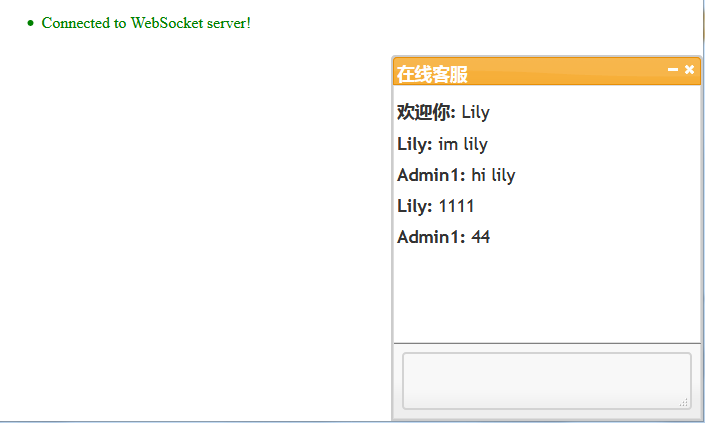 Connected to WebSocket server!
在线客服
欢迎你: Lily
Lily: im lily
Admin1: hi lily
Lily: 1111
Admin1: 44